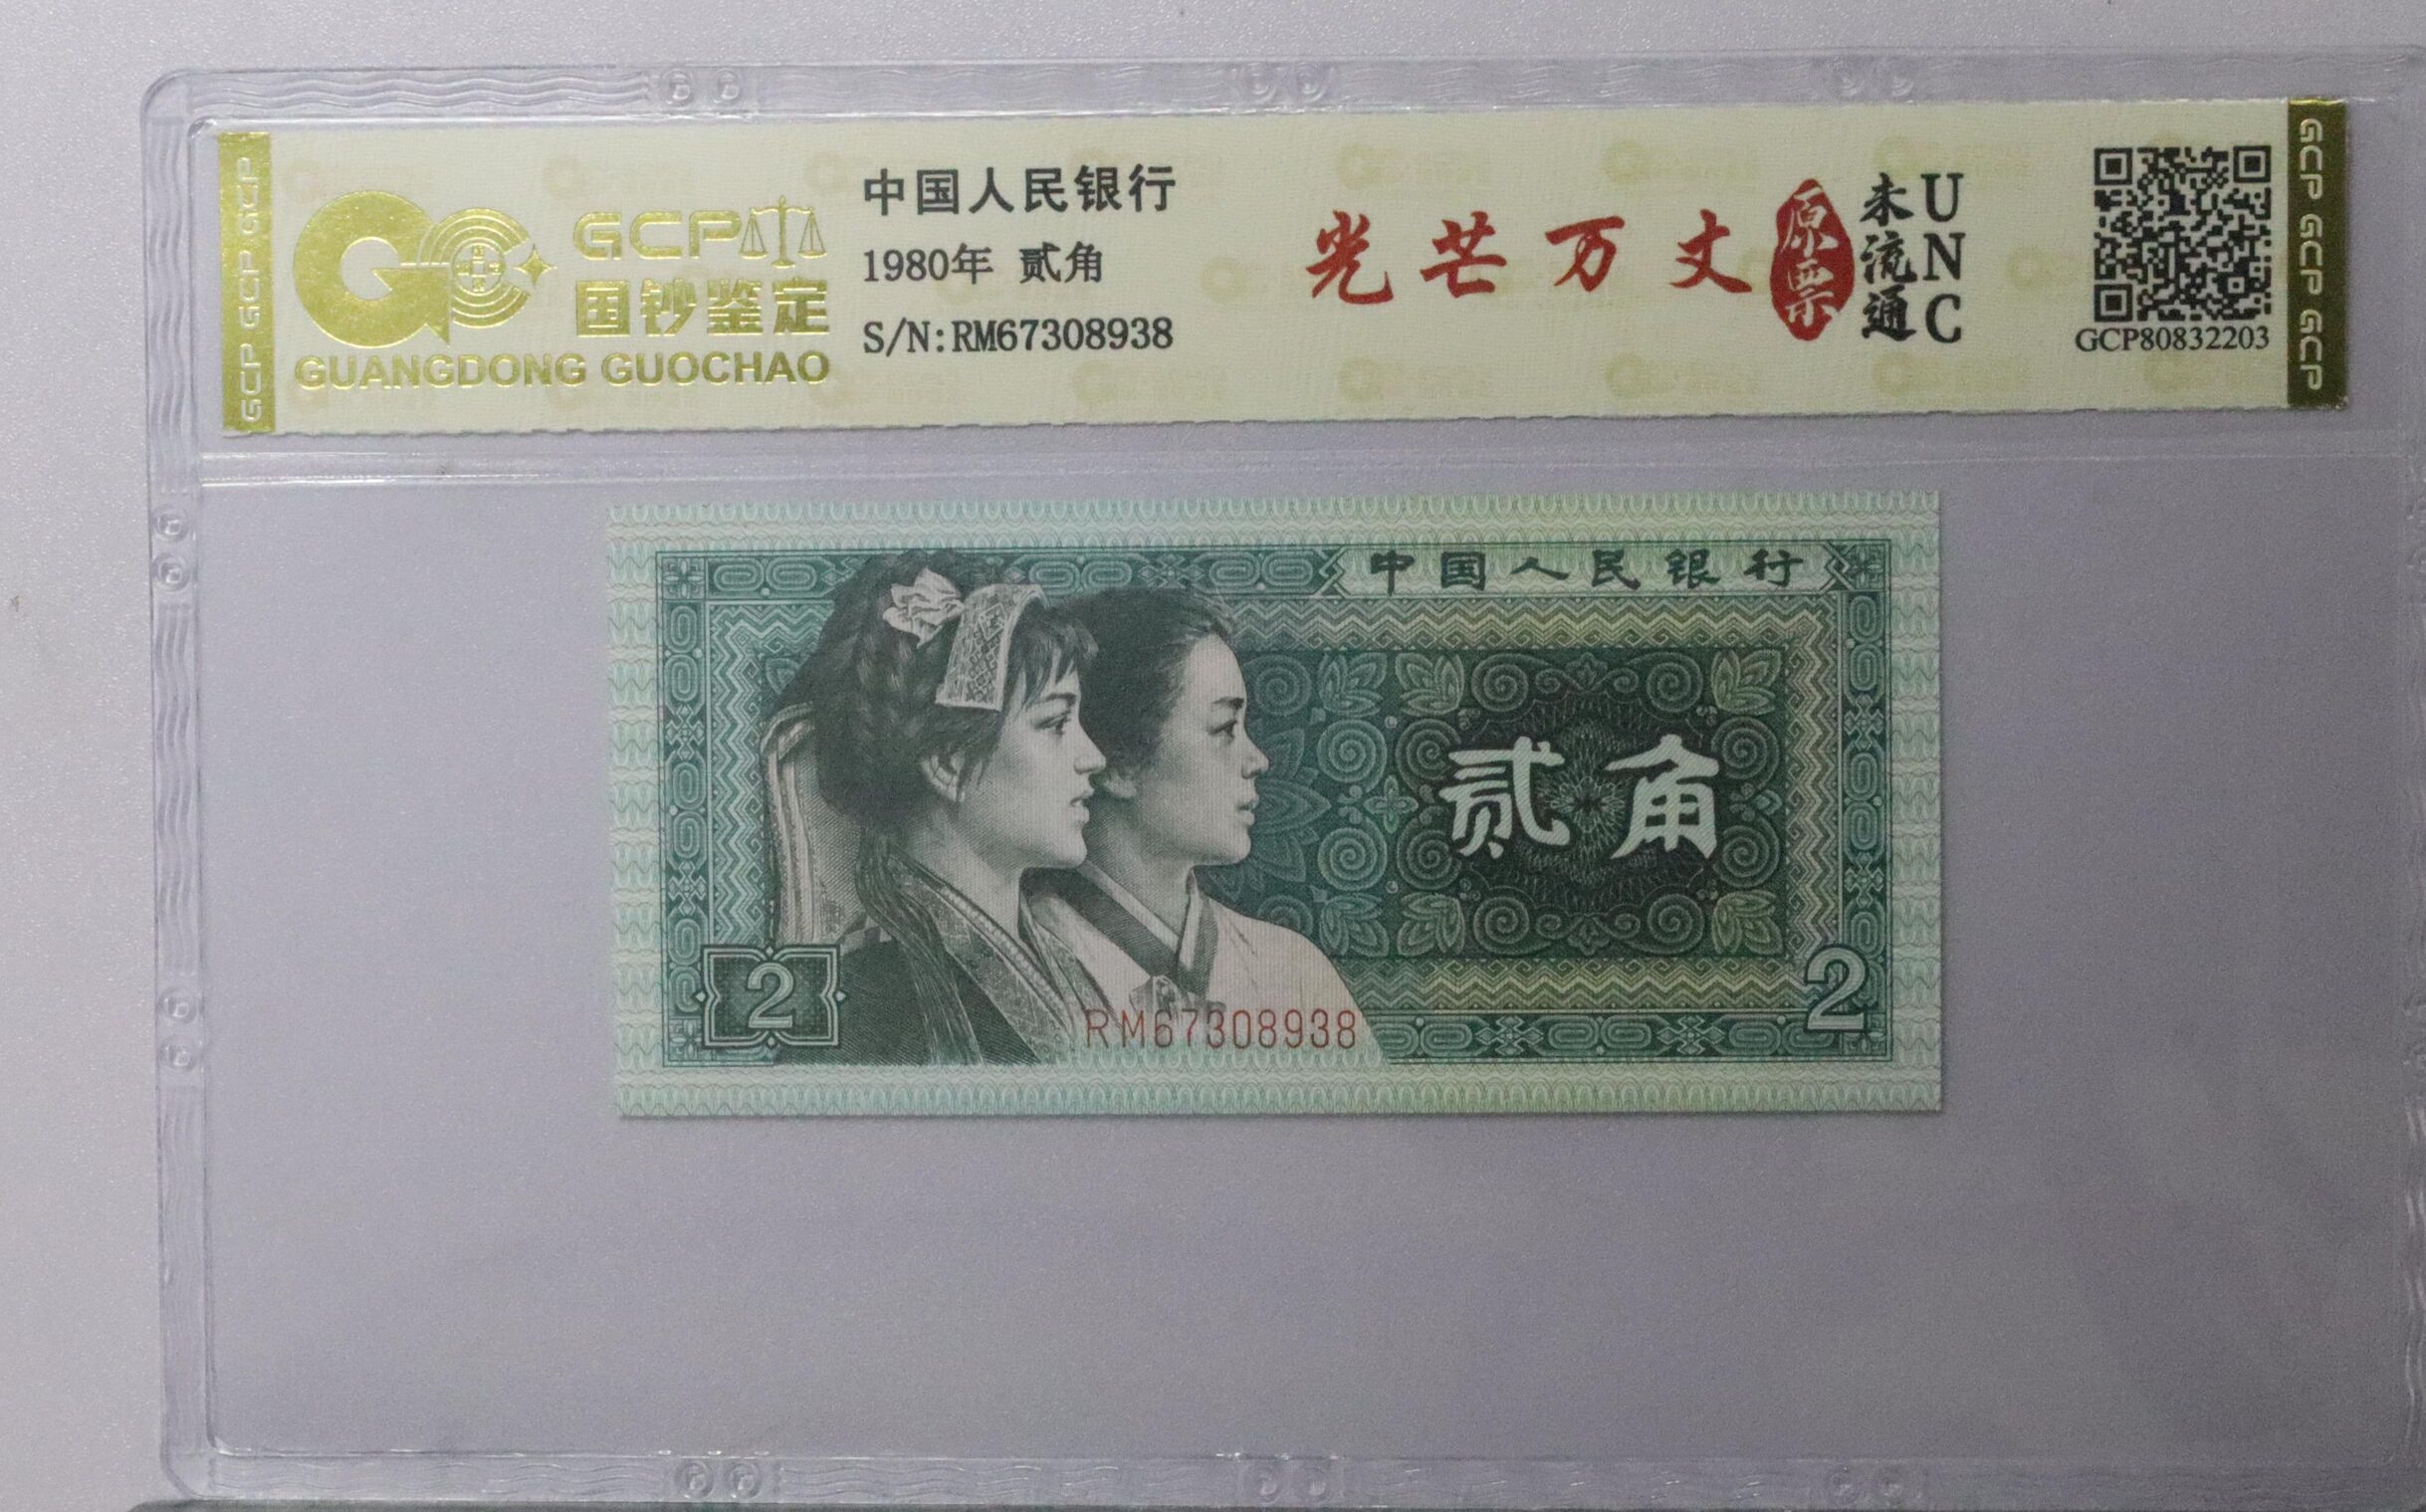 GCP GCP GCP
GCP
国钞鉴定
GUANGDONG GUOCHAO
中国人民银行
1980年 贰角
S/N:RM67308938
光芒万丈
原票
未流通
UNC
GCP80832203
GCP GCP GCP
中国人民银行
贰角
2
2
RM67308938